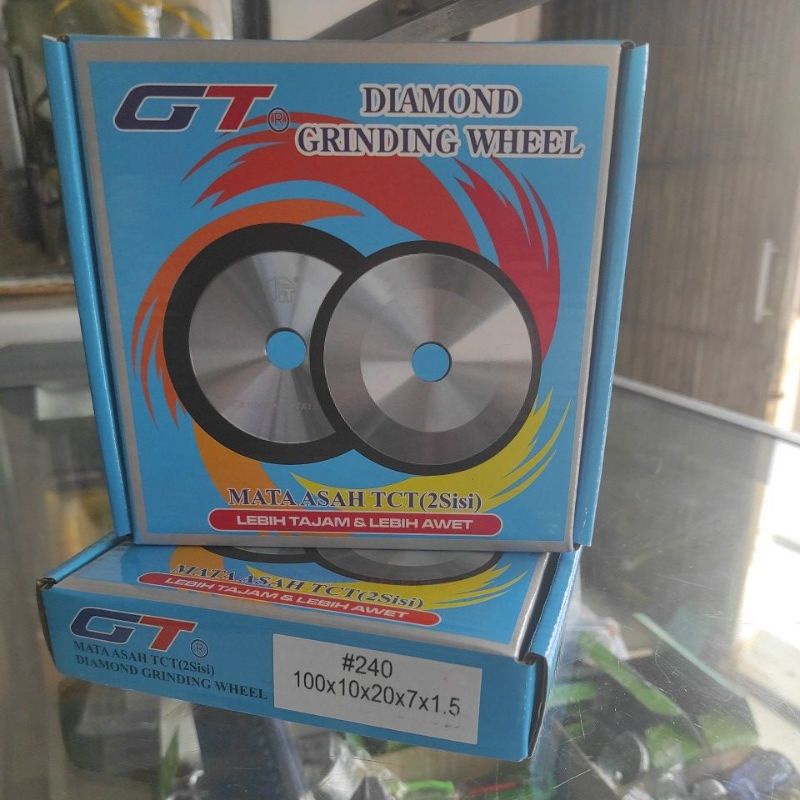 GT®
DIAMOND
GRINDING WHEEL
MATA ASAH TCT(2Sisi)
LEBIH TAJAM & LEBIH AWET
MATA ASAH TCT(2Sisi)
LEBIH TAJAM & LEBIH AWET
GT®
MATA ASAH TCT(2Sisi)
DIAMOND GRINDING WHEEL
#240
100x10x20x7x1.5